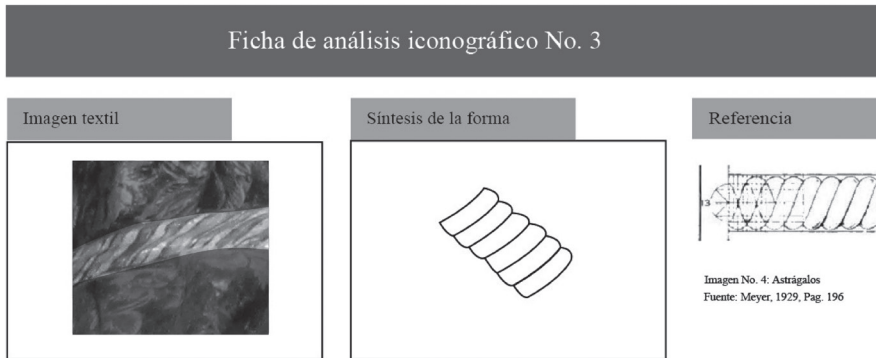 Ficha de análisis iconográfico No. 3
Imagen textil
Síntesis de la forma
Referencia
13
Imagen No. 4: Astrágalos
Fuente: Meyer, 1929, Pag. 196